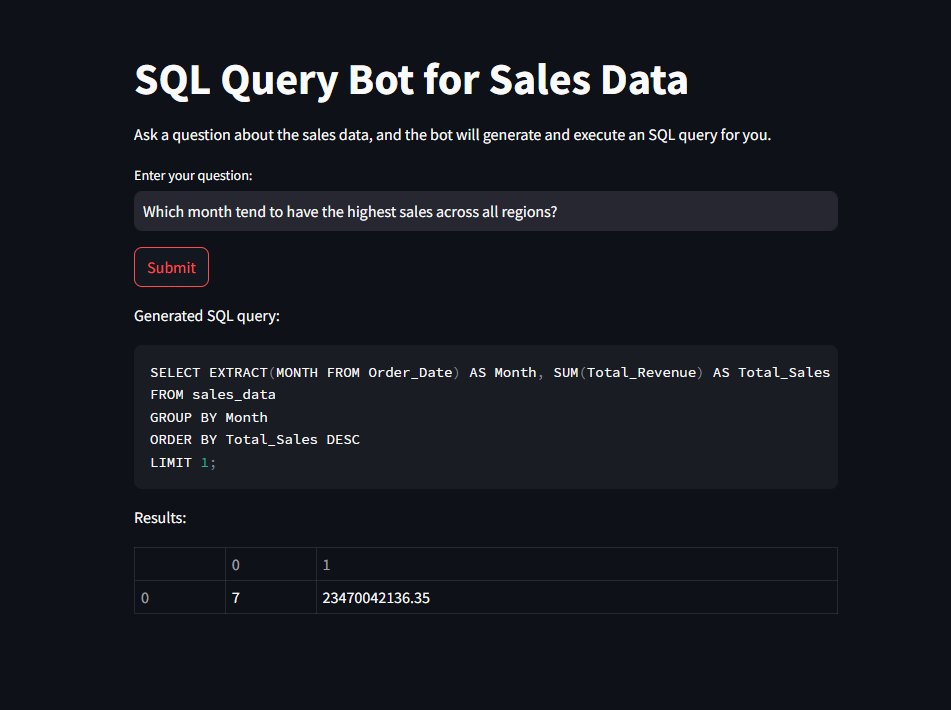 SQL Query Bot for Sales Data
Ask a question about the sales data, and the bot will generate and execute an SQL query for you.
Enter your question:
Which month tend to have the highest sales across all regions?
Submit
Generated SQL query:
SELECT EXTRACT(MONTH FROM Order_Date) AS Month, SUM(Total_Revenue) AS Total_Sales
FROM sales_data
GROUP BY Month
ORDER BY Total_Sales DESC
LIMIT 1;
Results:
0 1
0 7 23470042136.35